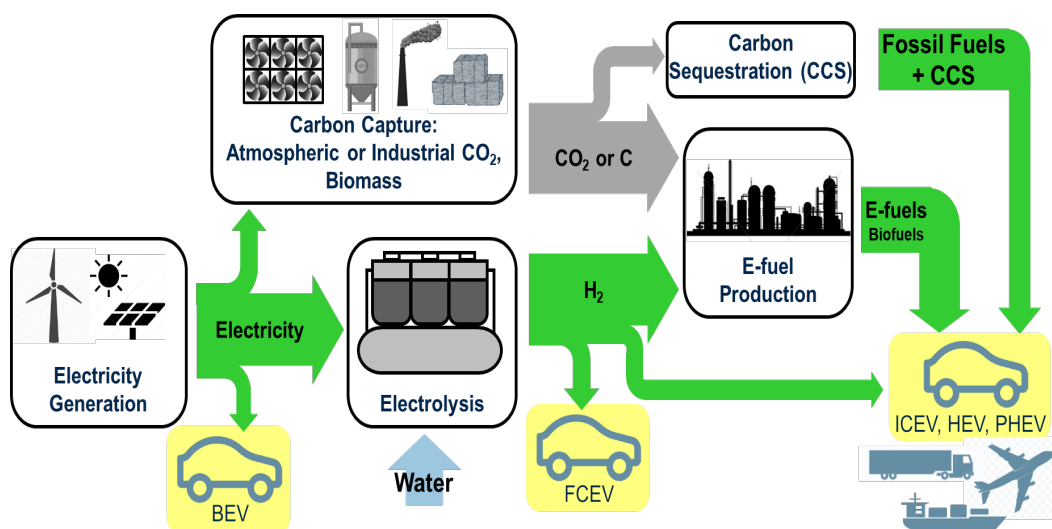 Carbon Capture:
Atmospheric or Industrial CO₂,
Biomass
Carbon
Sequestration (CCS)
Fossil Fuels
+ CCS
CO₂ or C
E-fuels
Biofuels
Electricity
Generation
Electricity
Electrolysis
H₂
E-fuel
Production
Water
BEV
FCEV
ICEV, HEV, PHEV